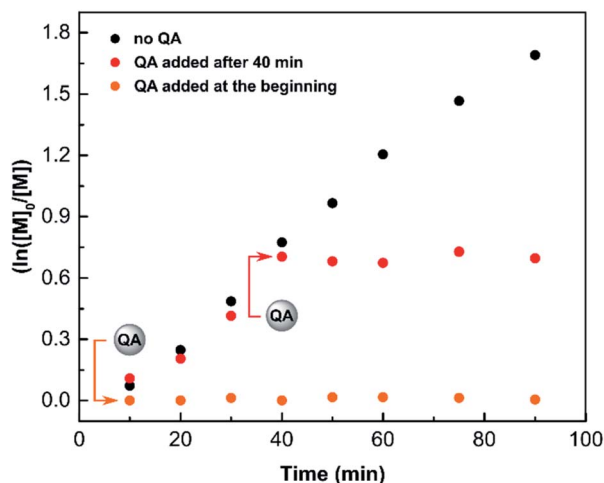 1.8
1.5
1.2
0.9
0.6
0.3
0.0
(ln([M]₀/[M])
no QA
QA added after 40 min
QA added at the beginning
QA
QA
0 20 40 60 80 100
Time (min)